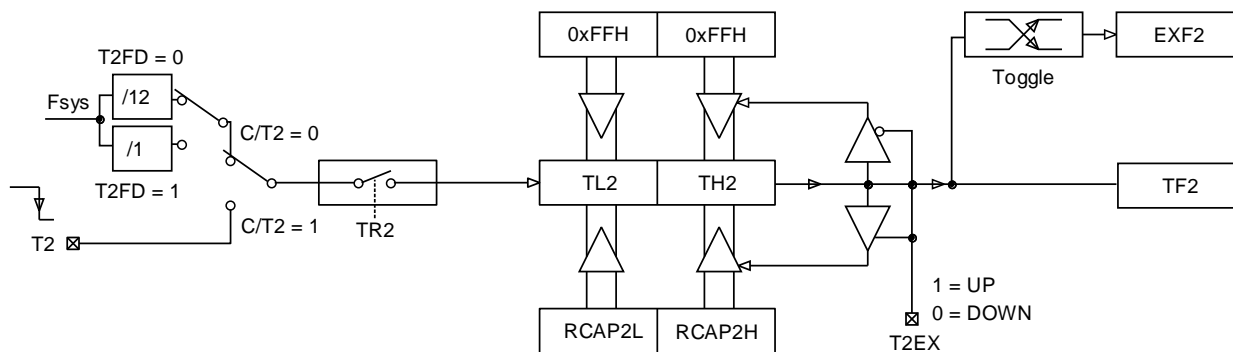 0xFFH 0xFFH EXF2
T2FD = 0
Toggle
Fsys /12
C/T2 = 0
/1
TL2 TH2 TF2
T2FD = 1
TR2
C/T2 = 1
T2
1 = UP
0 = DOWN
RCAP2L RCAP2H
T2EX